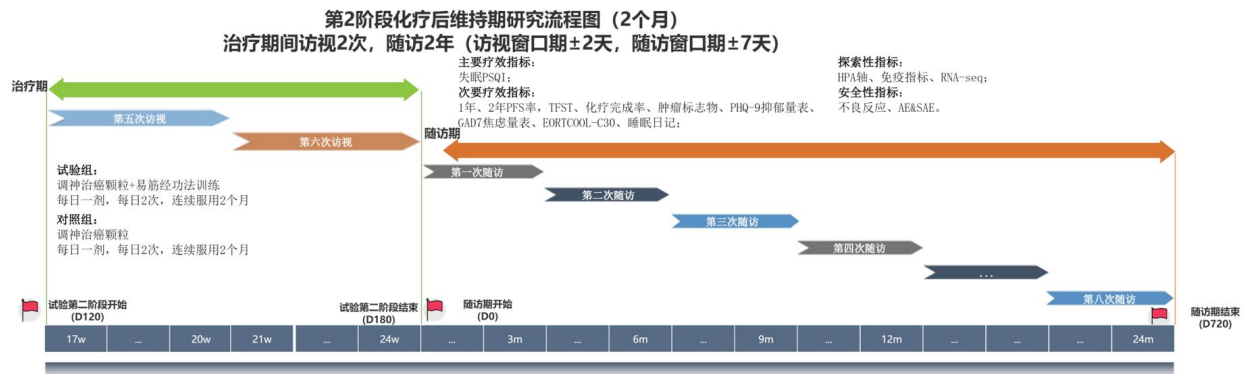 第2阶段化疗后维持期研究流程图（2个月）
治疗期间访视2次，随访2年（访视窗口期±2天，随访窗口期±7天）
主要疗效指标：
失眠PSQI；
次要疗效指标：
1年、2年PFS率，TFST、化疗完成率、肿瘤标志物、PHQ-9抑郁量表、
GAD7焦虑量表、EORTCOOL-C30、睡眠日记；
探索性指标：
HPA轴、免疫指标、RNA-seq；
安全性指标：
不良反应、AE&SAE。
治疗期
第五次访视
第六次访视
随访期
试验组：
调神治癌颗粒+易筋经功法训练
每日一剂，每日2次，连续服用2个月
对照组：
调神治癌颗粒
每日一剂，每日2次，连续服用2个月
第一次随访
第二次随访
第三次随访
第四次随访
...
第八次随访
试验第二阶段开始
(D120)
试验第二阶段结束
(D180)
随访期开始
(D0)
随访期结束
(D720)
17w ... 20w 21w ... 24w ... 3m ... 6m ... 9m ... 12m ... ... ... 24m